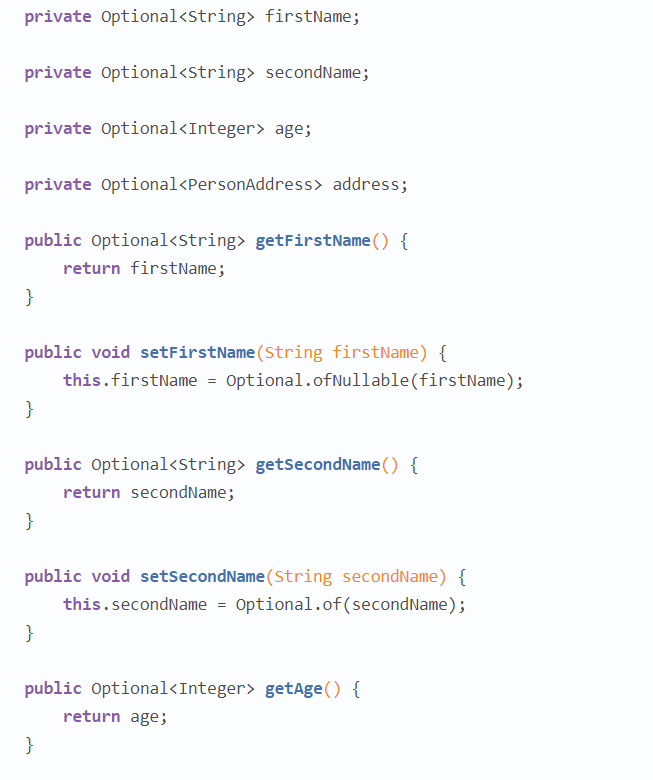 private Optional<String> firstName;
private Optional<String> secondName;
private Optional<Integer> age;
private Optional<PersonAddress> address;
public Optional<String> getFirstName() {
    return firstName;
}
public void setFirstName(String firstName) {
    this.firstName = Optional.ofNullable(firstName);
}
public Optional<String> getSecondName() {
    return secondName;
}
public void setSecondName(String secondName) {
    this.secondName = Optional.of(secondName);
}
public Optional<Integer> getAge() {
    return age;
}